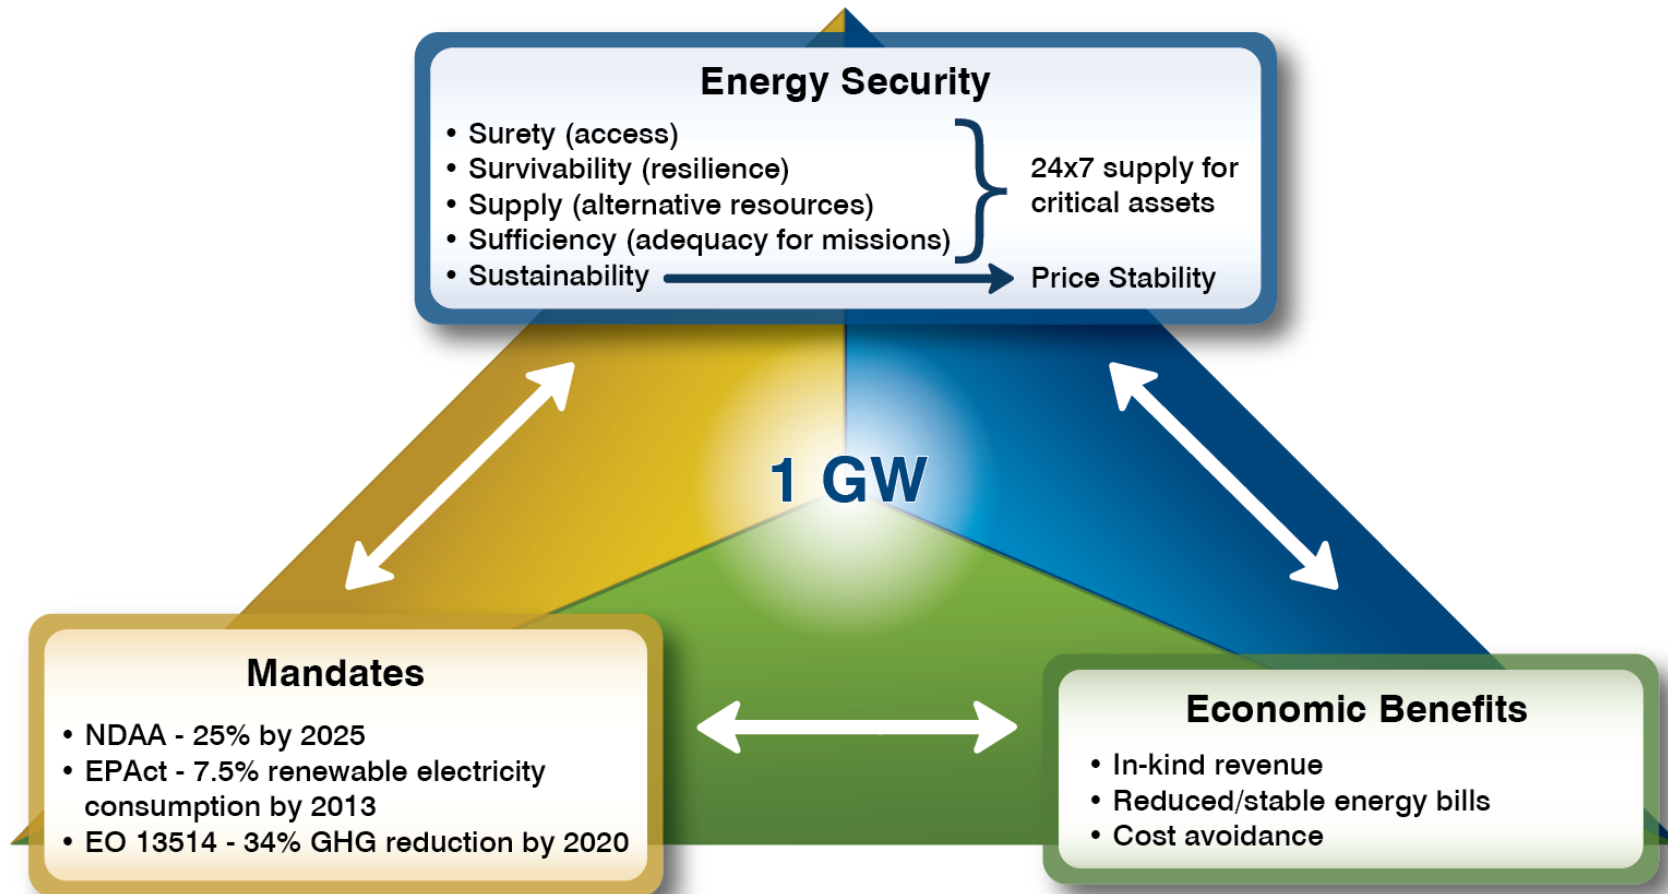 Energy Security
• Surety (access)
• Survivability (resilience)
• Supply (alternative resources)
• Sufficiency (adequacy for missions)
• Sustainability
24x7 supply for
critical assets
Price Stability
1 GW
Mandates
• NDAA - 25% by 2025
• EPAct - 7.5% renewable electricity
consumption by 2013
• EO 13514 - 34% GHG reduction by 2020
Economic Benefits
• In-kind revenue
• Reduced/stable energy bills
• Cost avoidance